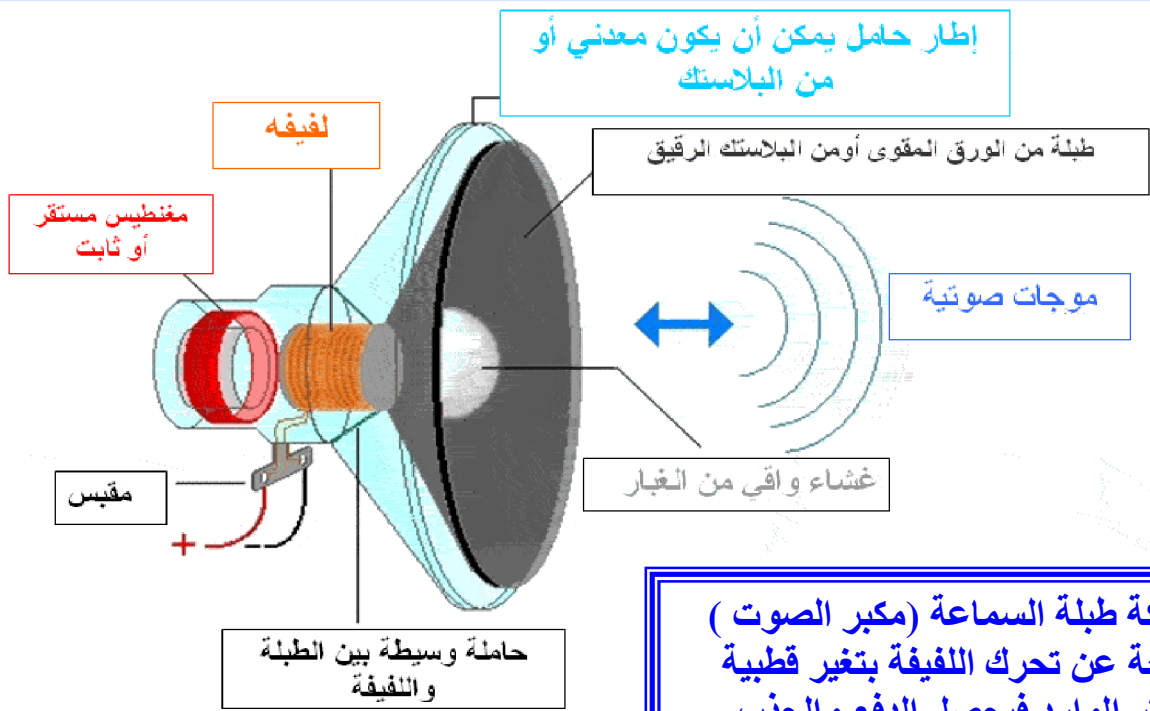 إطار حامل يمكن أن يكون معدني أو
من البلاستك
لفيفه
طبلة من الورق المقوى أومن البلاستك الرقيق
مغنطيس مستقر
أو ثابت
موجات صوتية
غشاء واقي من الغبار
مقبس
+ –
حاملة وسيطة بين الطبلة
واللفيفة
طبلة السماعة (مكبر الصوت )
عن تحرك اللفيفة بتغير قطبية